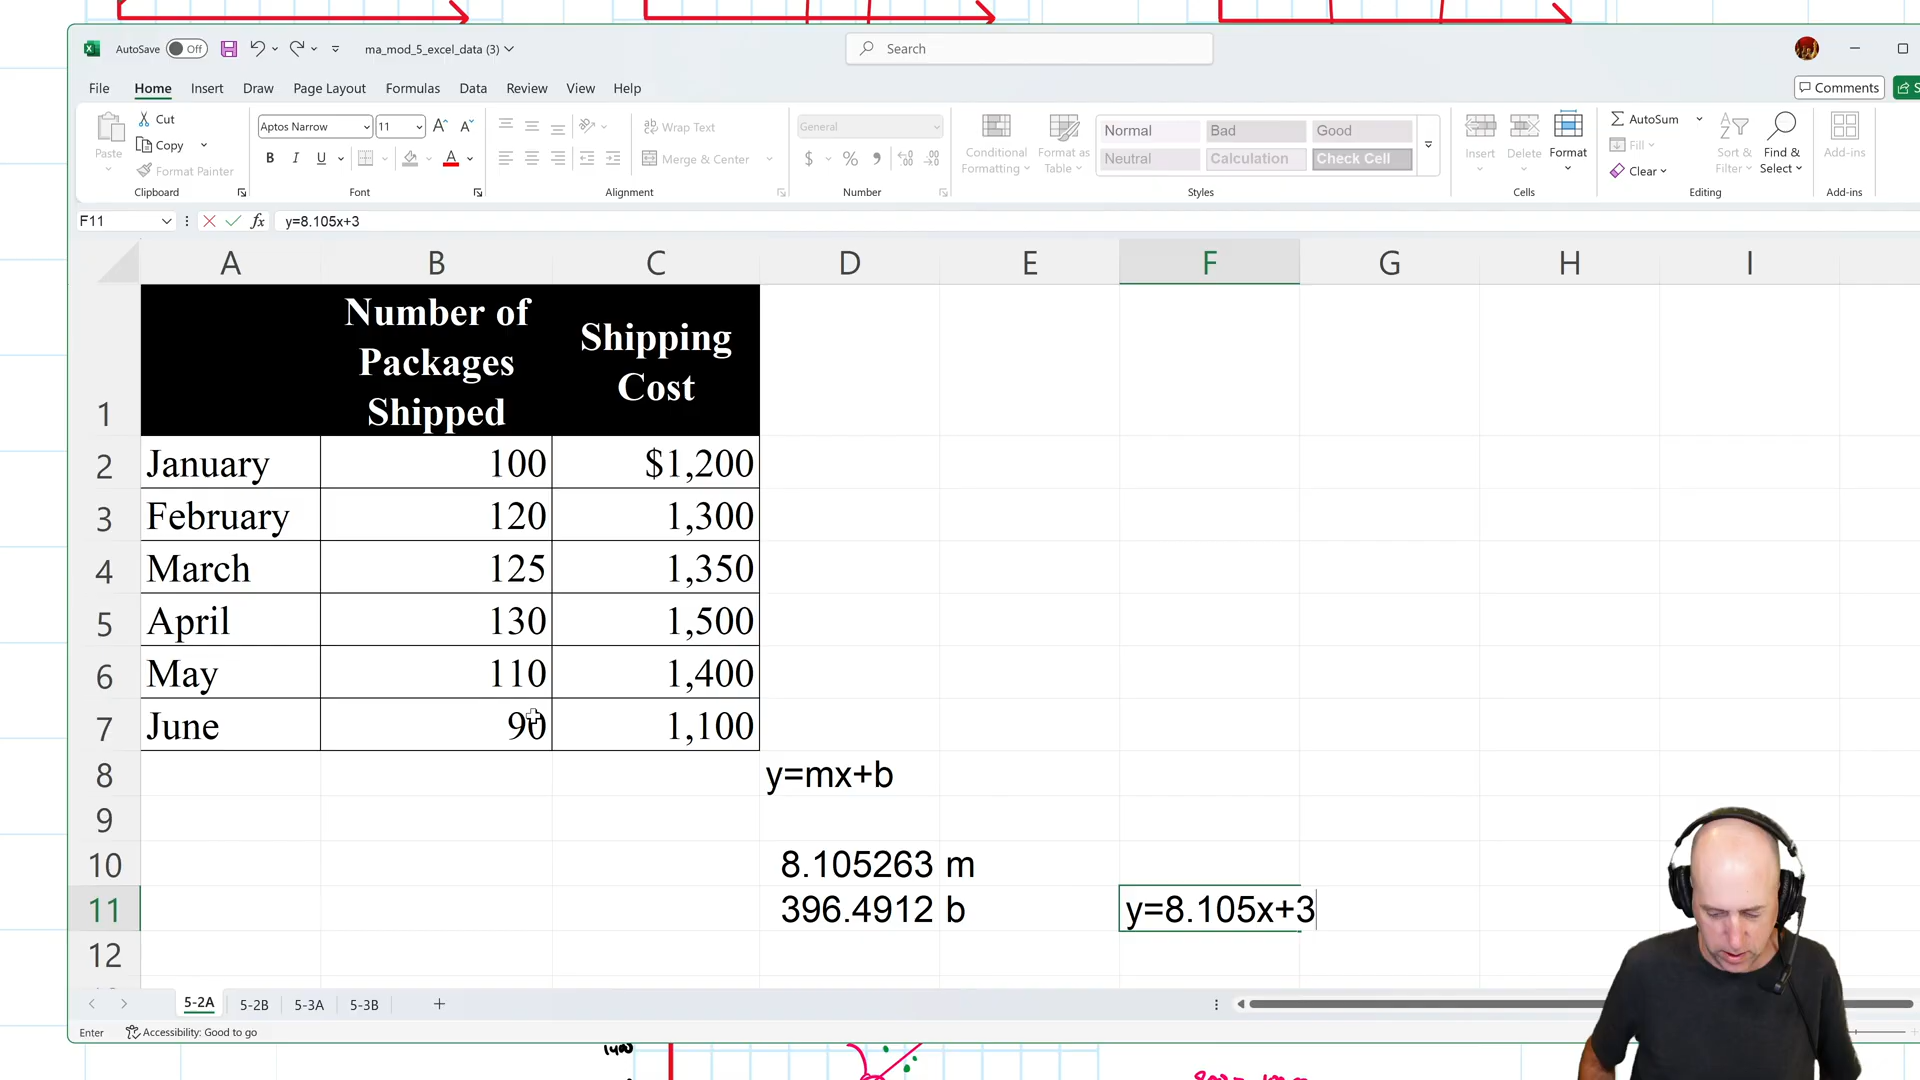 AutoSave Off ma_mod_5_excel_data (3) Search
File Home Insert Draw Page Layout Formulas Data Review View Help Comments
Paste Cut Copy Format Painter Clipboard
Aptos Narrow 11 B I U A Font
Wrap Text Merge & Center Alignment
General $ % Number
Conditional Formatting Format as Table Normal Bad Good Neutral Calculation Check Cell Styles
Insert Delete Format Cells
AutoSum Fill Clear Sort & Filter Find & Select Editing
Add-ins Add-ins
F11 fx y=8.105x+3
A B C D E F G H I
1 Number of Packages Shipped Shipping Cost
2 January 100 $1,200
3 February 120 1,300
4 March 125 1,350
5 April 130 1,500
6 May 110 1,400
7 June 90 1,100
8 y=mx+b
9
10 8.105263 m
11 396.4912 b y=8.105x+3
12
5-2A 5-2B 5-3A 5-3B
Enter Accessibility: Good to go
1400